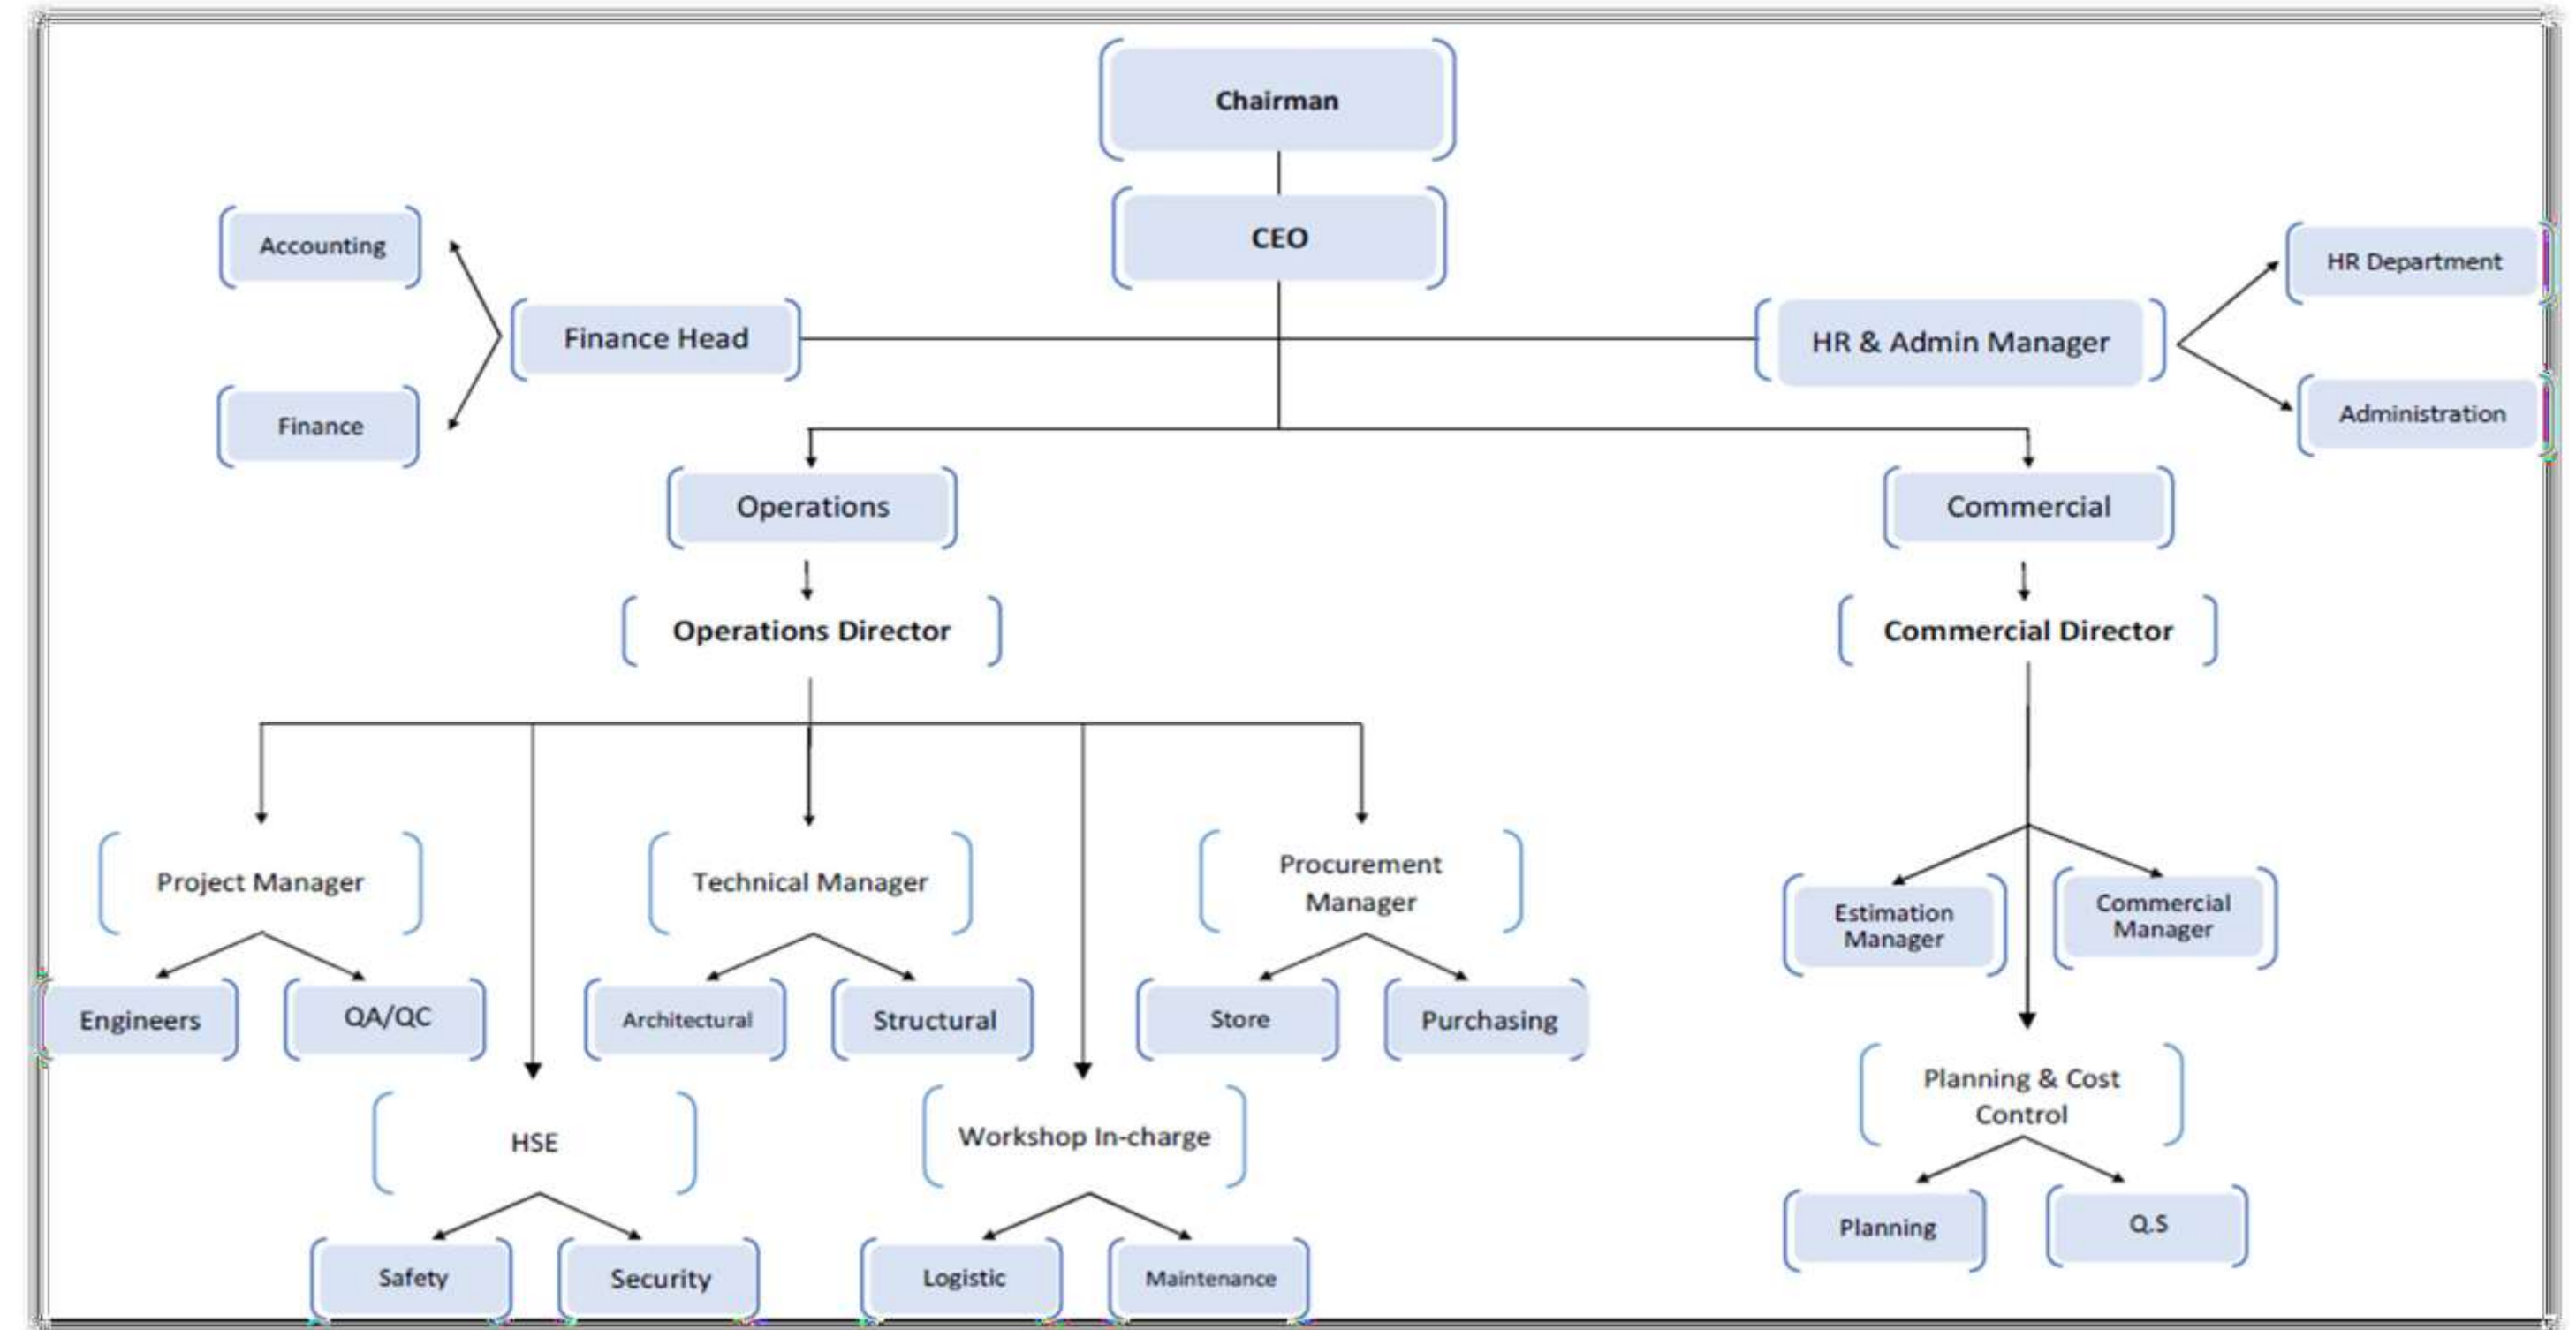 Chairman
CEO
Accounting
HR Department
Finance Head
HR & Admin Manager
Finance
Administration
Operations
Commercial
Operations Director
Commercial Director
Project Manager
Technical Manager
Procurement
Manager
Estimation
Manager
Commercial
Manager
Engineers
QA/QC
Architectural
Structural
Store
Purchasing
HSE
Workshop In-charge
Planning & Cost
Control
Safety
Security
Logistic
Maintenance
Planning
Q.S